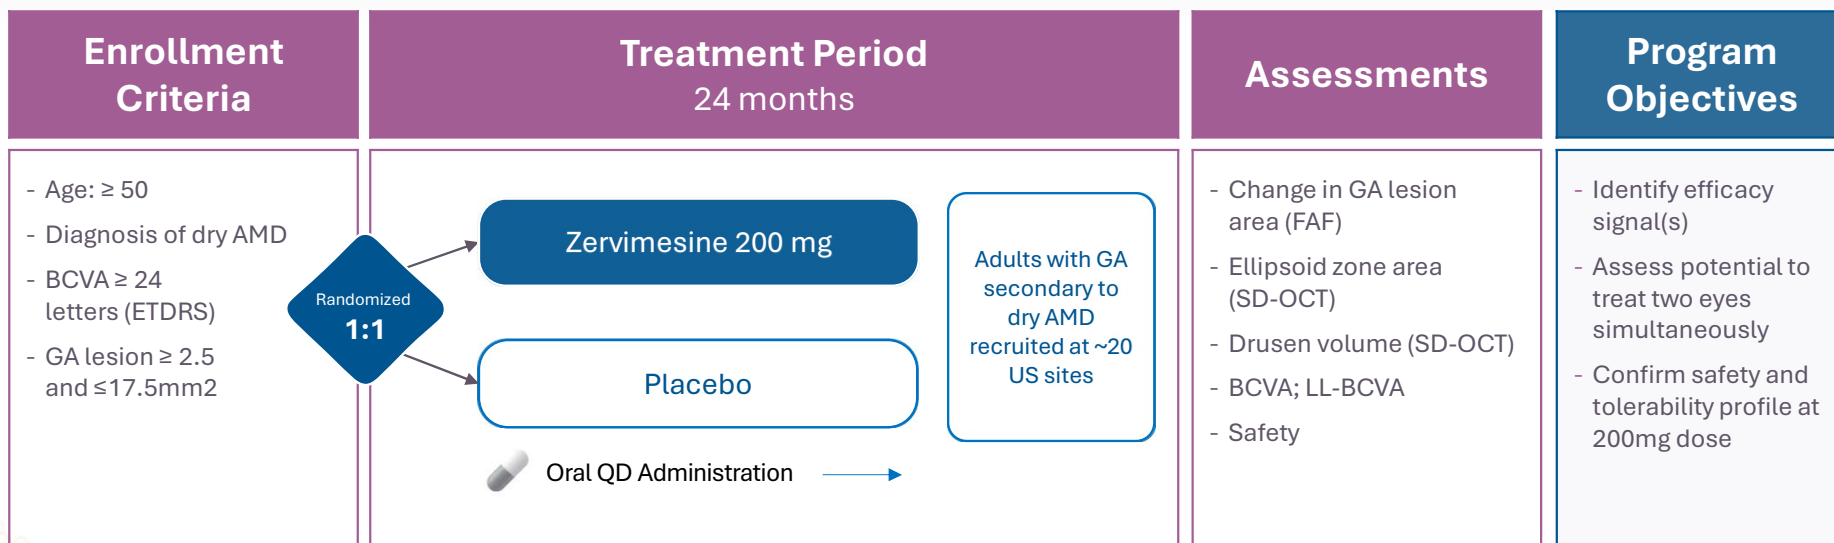 Enrollment
Criteria
- Age: ≥ 50
- Diagnosis of dry AMD
- BCVA ≥ 24
letters (ETDRS)
- GA lesion ≥ 2.5
and ≤17.5mm2
Treatment Period
24 months
Randomized
1:1
Zervimesine 200 mg
Placebo
Oral QD Administration
Adults with GA
secondary to
dry AMD
recruited at ~20
US sites
Assessments
- Change in GA lesion
area (FAF)
- Ellipsoid zone area
(SD-OCT)
- Drusen volume (SD-OCT)
- BCVA; LL-BCVA
- Safety
Program
Objectives
- Identify efficacy
signal(s)
- Assess potential to
treat two eyes
simultaneously
- Confirm safety and
tolerability profile at
200mg dose